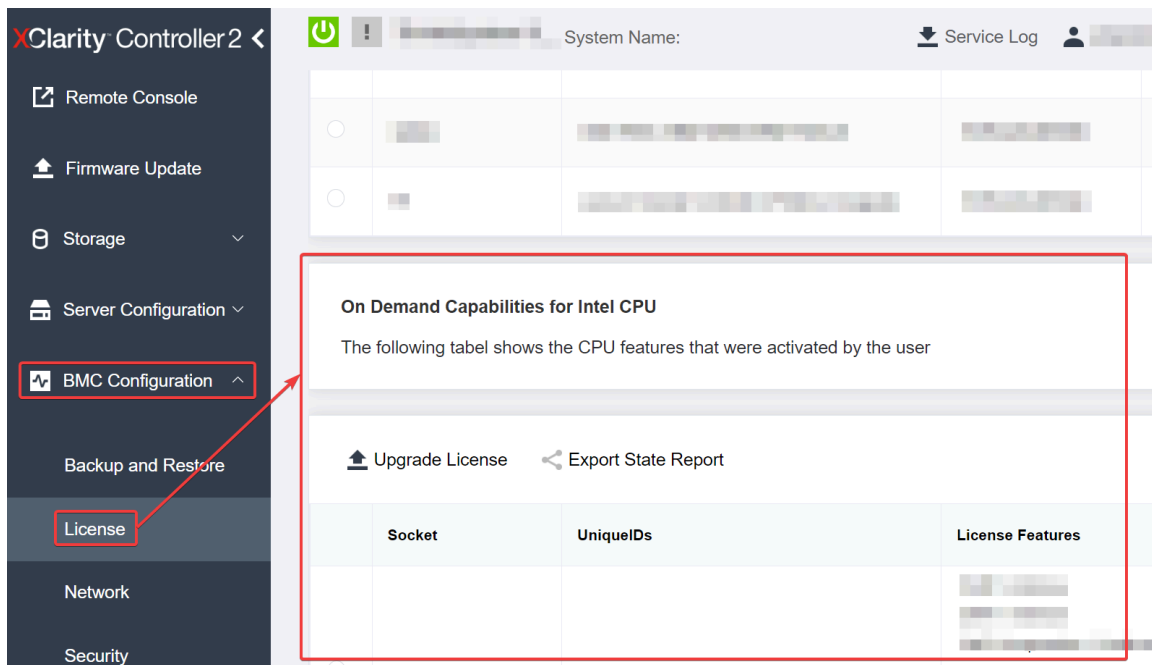 XClarity Controller 2
System Name:
Service Log
Remote Console
Firmware Update
Storage
Server Configuration
BMC Configuration
Backup and Restore
License
Network
Security
On Demand Capabilities for Intel CPU
The following tabel shows the CPU features that were activated by the user
Upgrade License
Export State Report
Socket
UniqueIDs
License Features